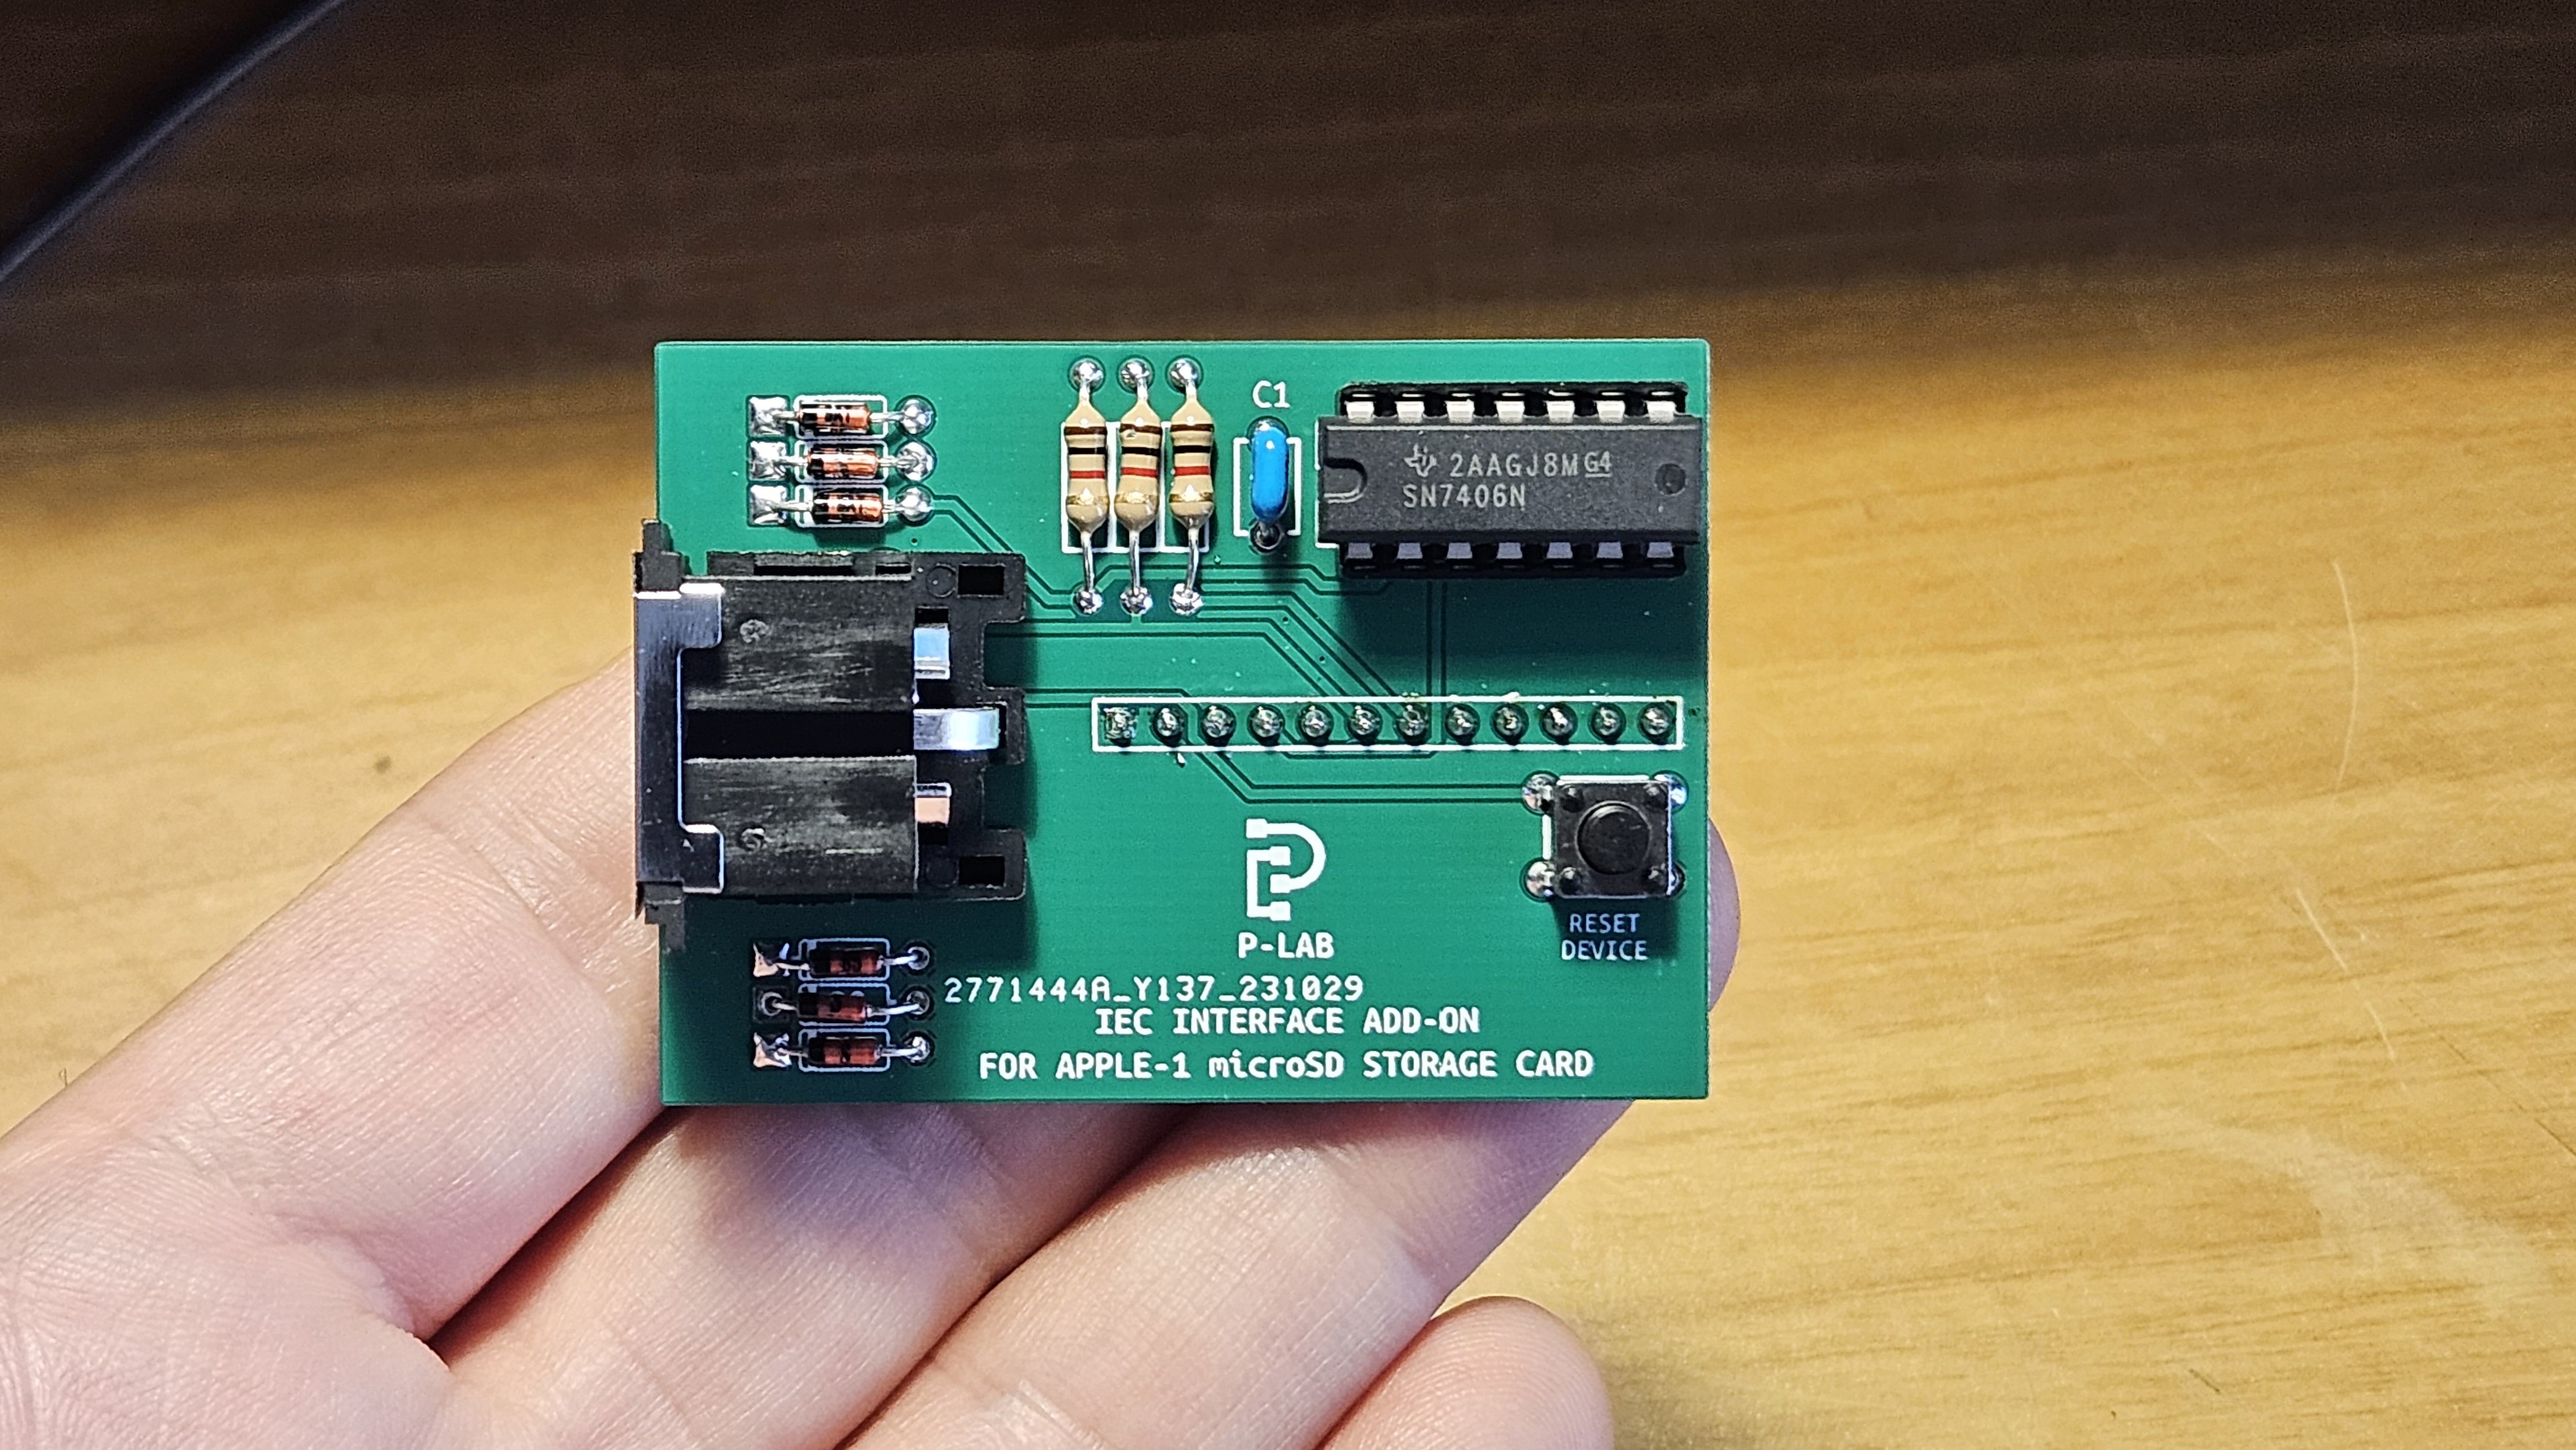 C1
2AAGJ8M G4
SN7406N
RESET
DEVICE
P-LAB
2771444A_Y137_231029
IEC INTERFACE ADD-ON
FOR APPLE-1 microSD STORAGE CARD